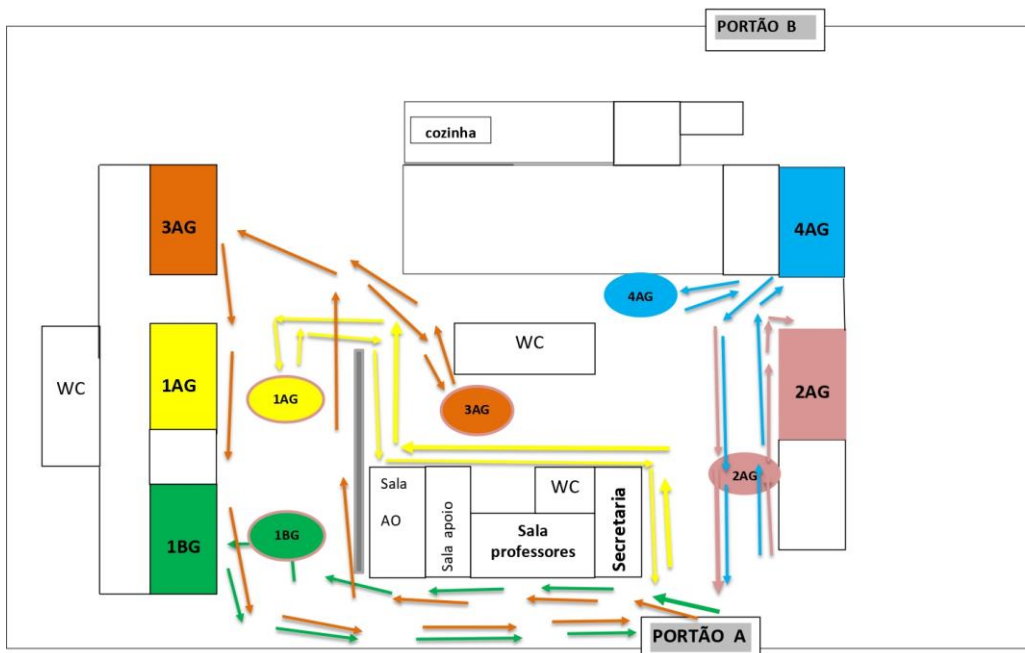 PORTÃO B
cozinha
3AG
4AG
4AG
WC
WC
1AG
1AG
3AG
2AG
2AG
Sala
AO
Sala apoio
WC
Sala
professores
Secretaria
1BG
1BG
PORTÃO A